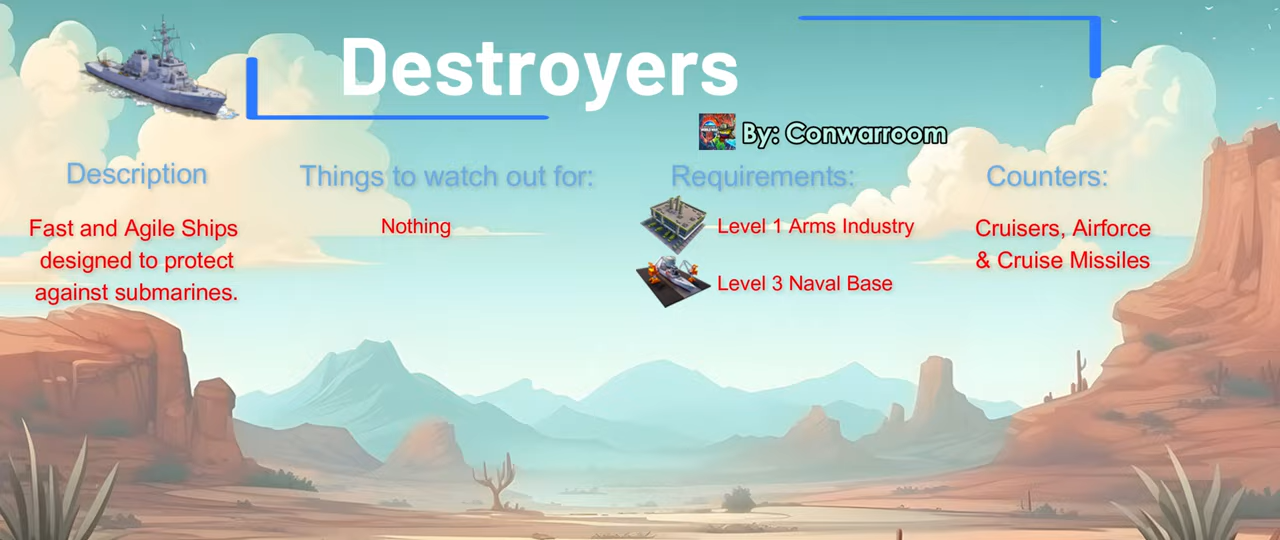 Destroyers
By: Conwarroom
Description
Fast and Agile Ships
designed to protect
against submarines.
Things to watch out for:
Nothing
Requirements:
Level 1 Arms Industry
Level 3 Naval Base
Counters:
Cruisers, Airforce
& Cruise Missiles